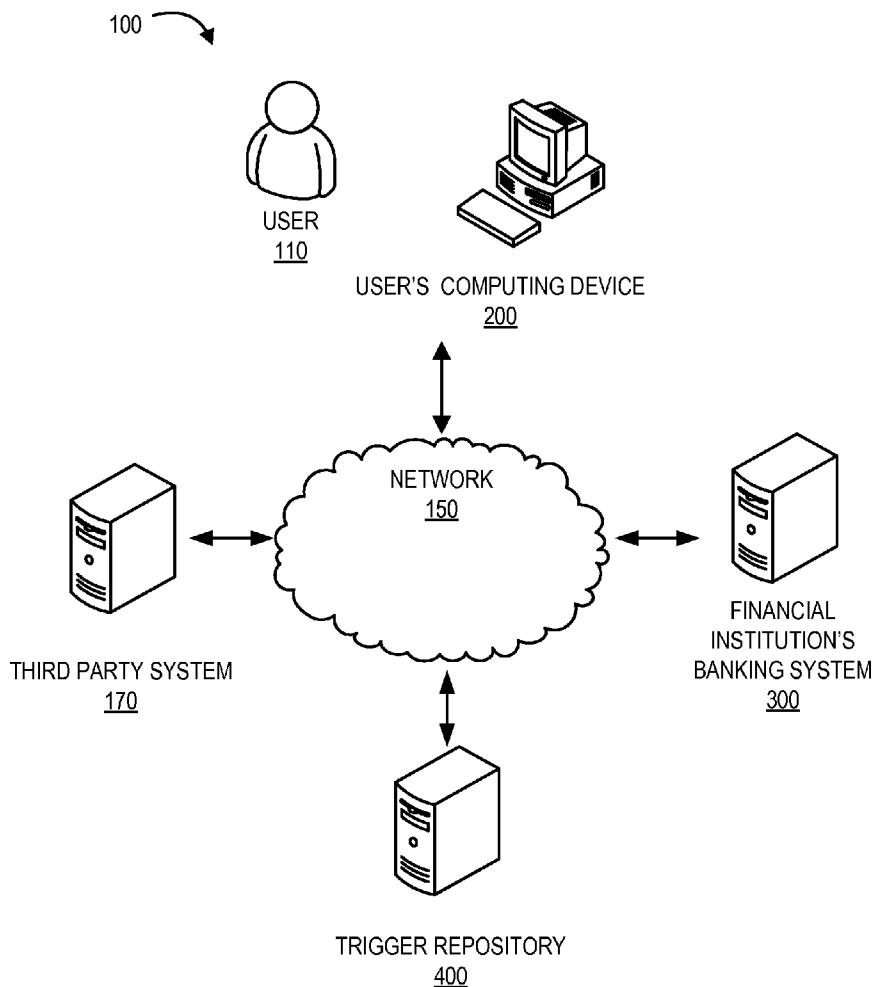 100
USER
110
USER'S COMPUTING DEVICE
200
NETWORK
150
THIRD PARTY SYSTEM
170
FINANCIAL
INSTITUTION'S
BANKING SYSTEM
300
TRIGGER REPOSITORY
400